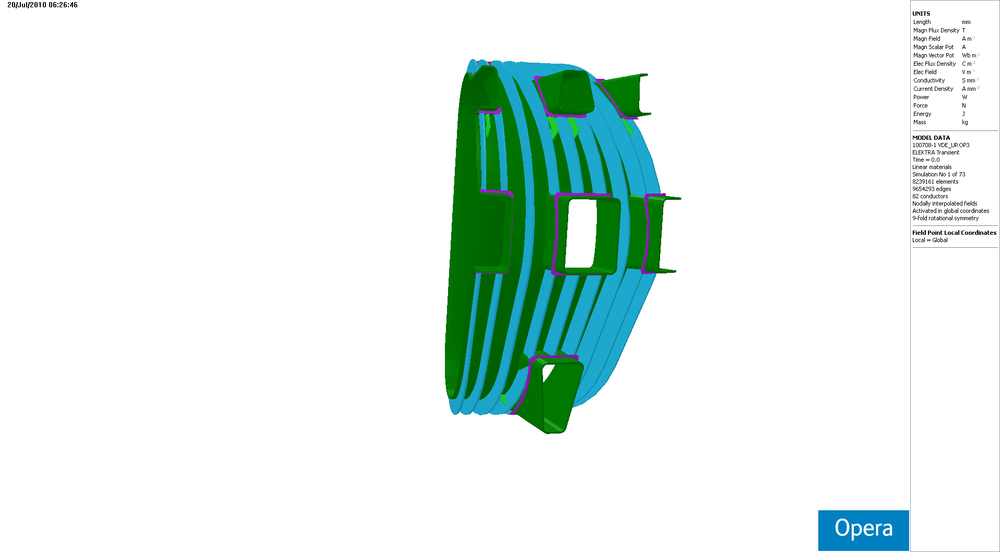 20/Jul/2010 06:26:46
UNITS
Length mm
Magn Flux Density T
Magn Field A m⁻¹
Magn Scalar Pot A
Magn Vector Pot Wb m⁻¹
Elec Flux Density C m⁻²
Elec Field V m⁻¹
Conductivity S mm⁻¹
Current Density A mm⁻²
Power W
Force N
Energy J
Mass kg
MODEL DATA
100708-1 VDE_UP.OP3
ELEKTRA Transient
Time = 0.0
Linear materials
Simulation No 1 of 73
8239161 elements
9654293 edges
82 conductors
Nodally interpolated fields
Activated in global coordinates
9-fold rotational symmetry
Field Point Local Coordinates
Local = Global
Opera